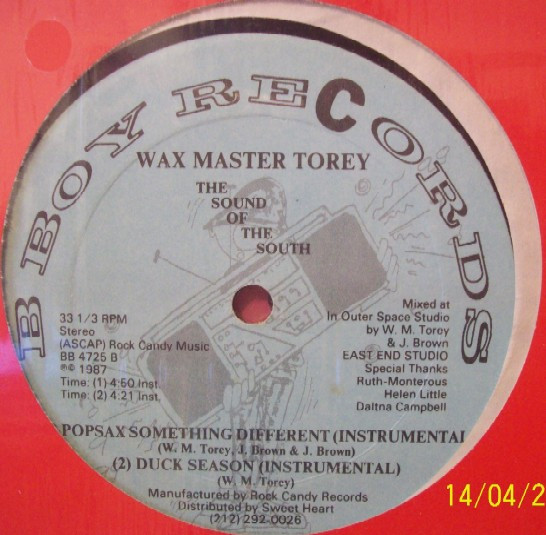 B BOY RECORDS
WAX MASTER TOREY
THE
SOUND
OF
THE
SOUTH
33 1/3 RPM
Stereo
(ASCAP) Rock Candy Music
BB 4725 B
℗© 1987
Time: (1) 4:60 Inst.
Time: (2) 4:21 Inst.
Mixed at
In Outer Space Studio
by W. M. Torey
& J. Brown
EAST END STUDIO
Special Thanks
Ruth-Monterous
Helen Little
Daltna Campbell
POPSAX SOMETHING DIFFERENT (INSTRUMENTAL
(W. M. Torey, J. Brown & J. Brown)
(2) DUCK SEASON (INSTRUMENTAL)
(W. M. Torey)
Manufactured by Rock Candy Records
Distributed by Sweet Heart
(212) 292-0026
14/04/2